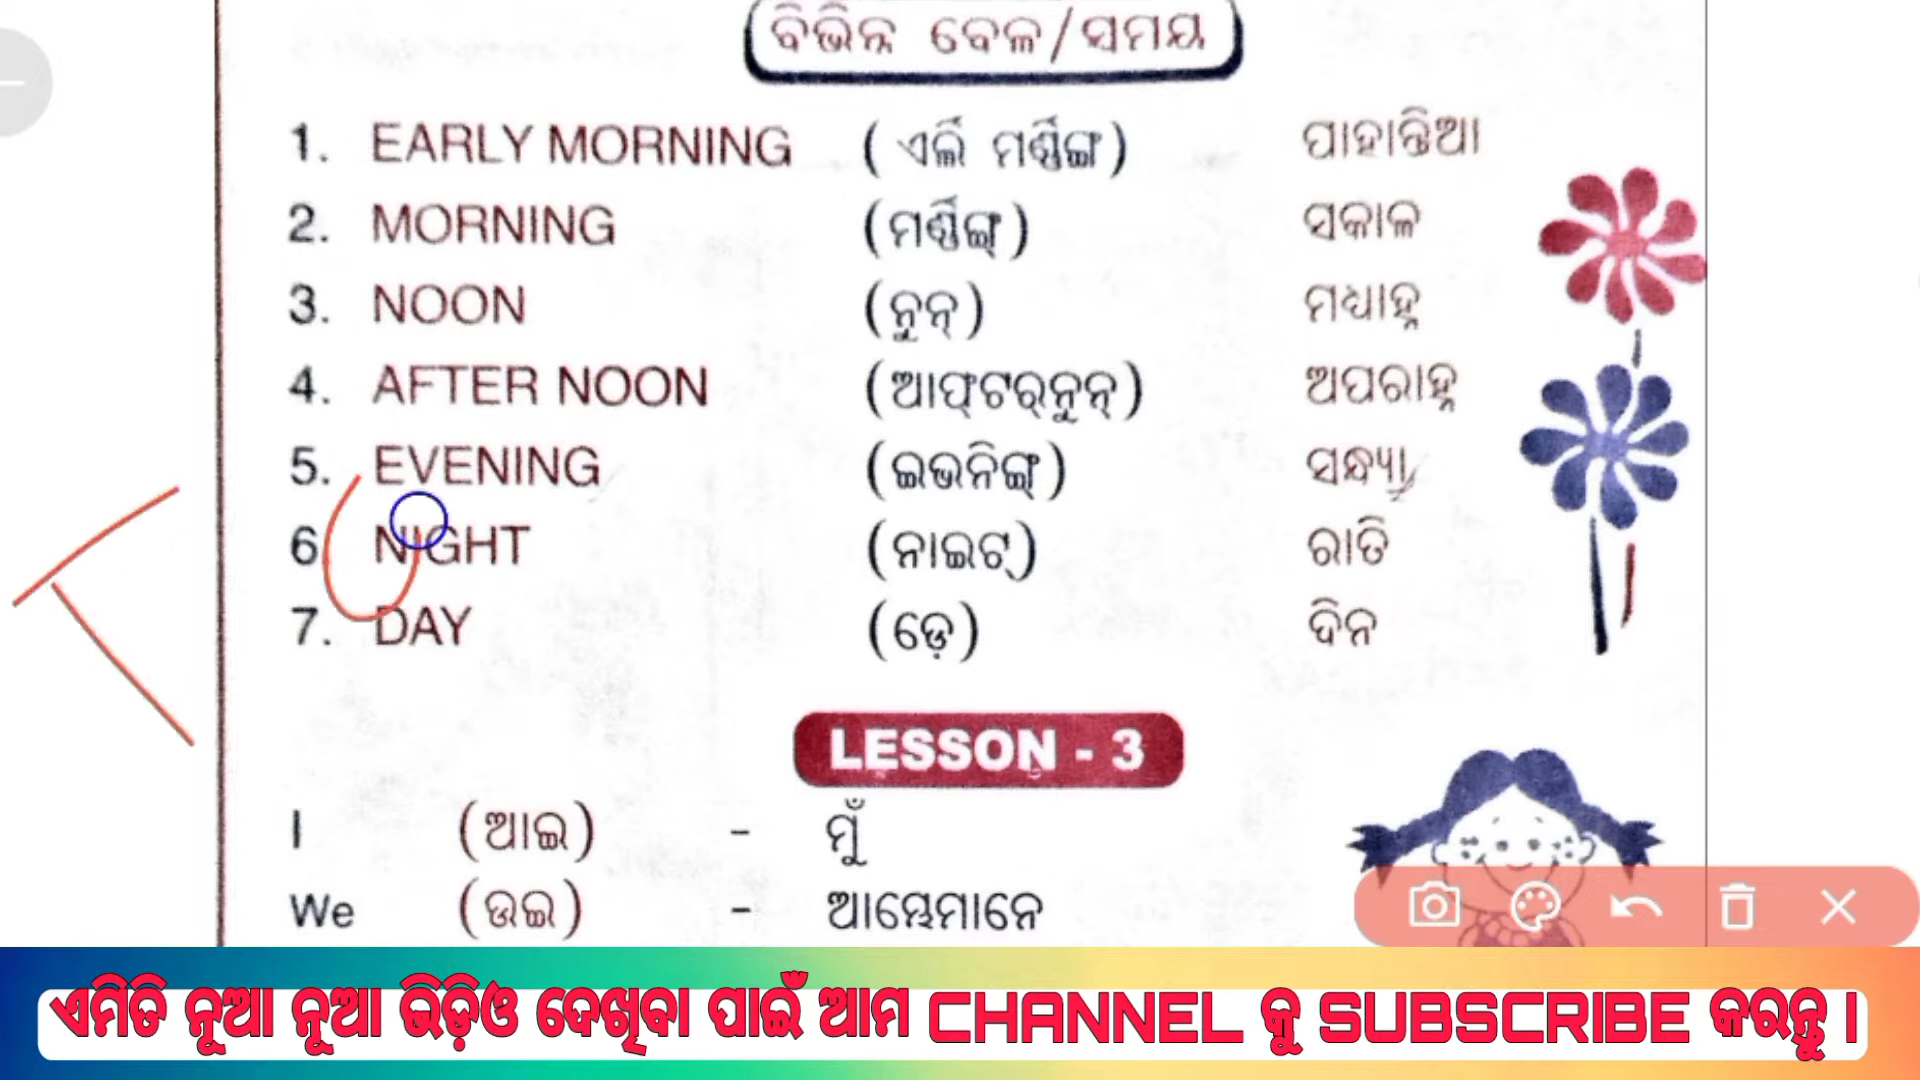 ବିଭିନ୍ନ ବେଳ/ସମୟ
1. EARLY MORNING (ଏର୍ଲି ମର୍ଣ୍ଣିଙ୍ଗ) ପାହାନ୍ତିଆ
2. MORNING (ମର୍ଣ୍ଣିଙ୍ଗ୍) ସକାଳ
3. NOON (ନୁନ୍) ମଧ୍ୟାହ୍ନ
4. AFTER NOON (ଆଫ୍ଟର୍ନୁନ୍) ଅପରାହ୍ନ
5. EVENING (ଇଭନିଙ୍ଗ୍) ସନ୍ଧ୍ୟା
6. NIGHT (ନାଇଟ୍) ରାତି
7. DAY (ଡ଼େ) ଦିନ
LESSON - 3
I (ଆଇ) - ମୁଁ
We (ଉଇ) - ଆମ୍ଭେମାନେ
ଏମିତି ନୂଆ ନୂଆ ଭିଡ଼ିଓ ଦେଖିବା ପାଇଁ ଆମ CHANNEL କୁ SUBSCRIBE କରନ୍ତୁ ।